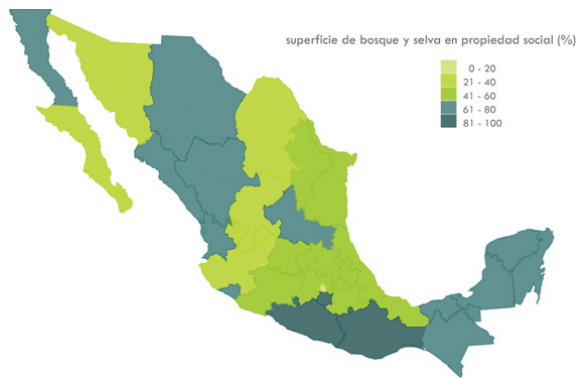 superficie de bosque y selva en propiedad social (%)
0 - 20
21 - 40
41 - 60
61 - 80
81 - 100